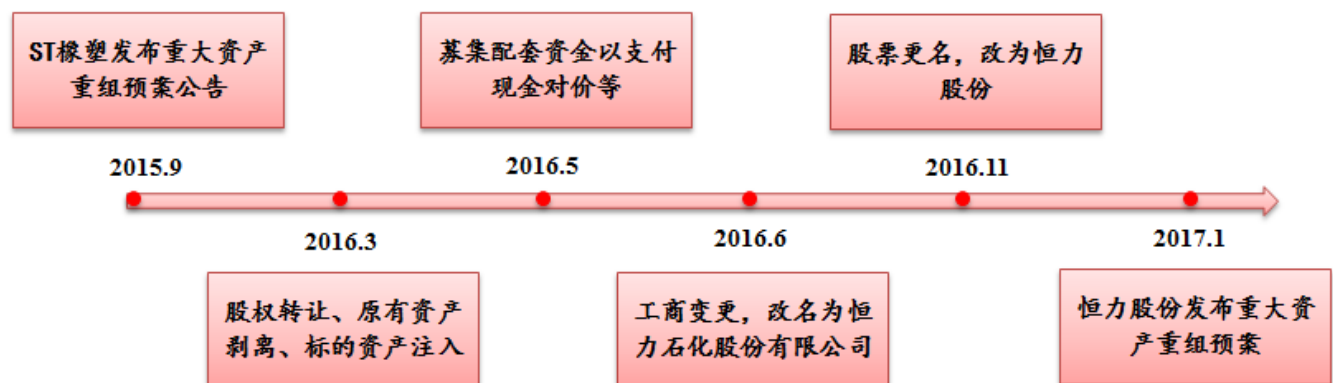 ST橡塑发布重大资产
重组预案公告
募集配套资金以支付
现金对价等
股票更名，改为恒力
股份
2015.9
2016.5
2016.11
2016.3
2016.6
2017.1
股权转让、原有资产
剥离、标的资产注入
工商变更，改名为恒
力石化股份有限公司
恒力股份发布重大资
产重组预案